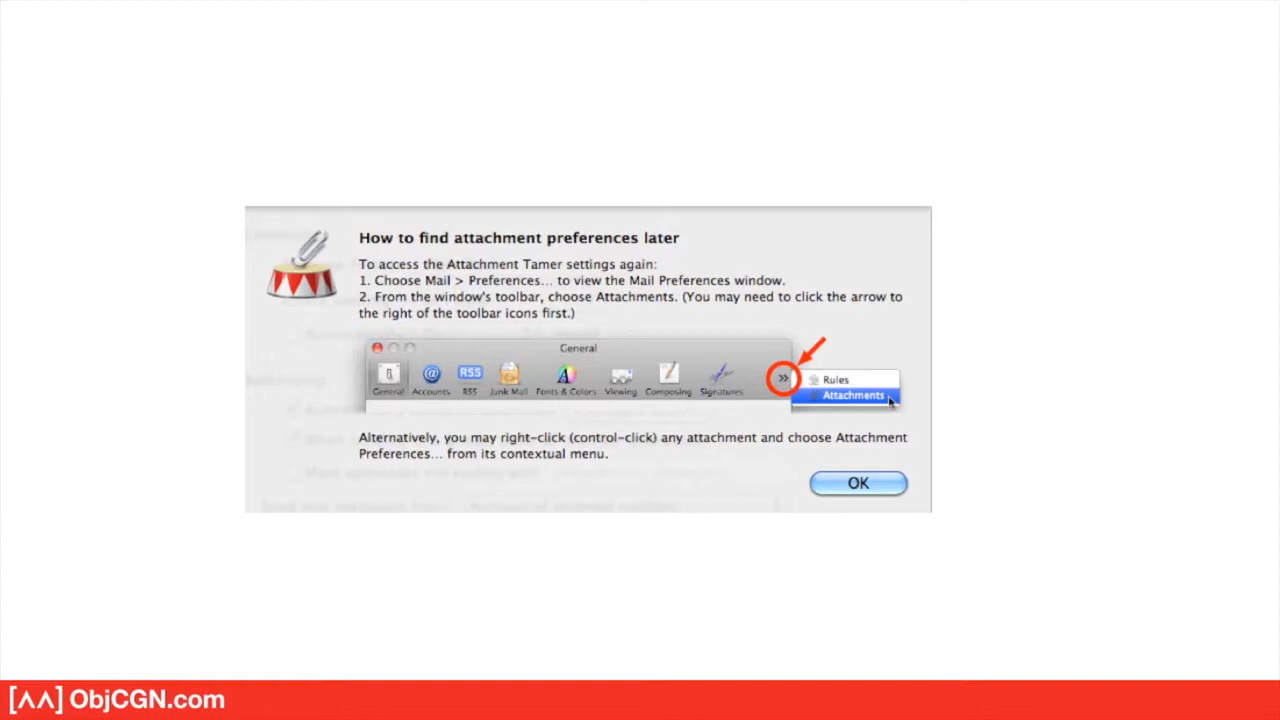 How to find attachment preferences later
To access the Attachment Tamer settings again:
1. Choose Mail > Preferences... to view the Mail Preferences window.
2. From the window's toolbar, choose Attachments. (You may need to click the arrow to
the right of the toolbar icons first.)
General
RSS
General Accounts RSS Junk Mail Fonts & Colors Viewing Composing Signatures
»
Rules
Attachments
Alternatively, you may right-click (control-click) any attachment and choose Attachment
Preferences... from its contextual menu.
OK
[ʌʌ] ObjCGN.com